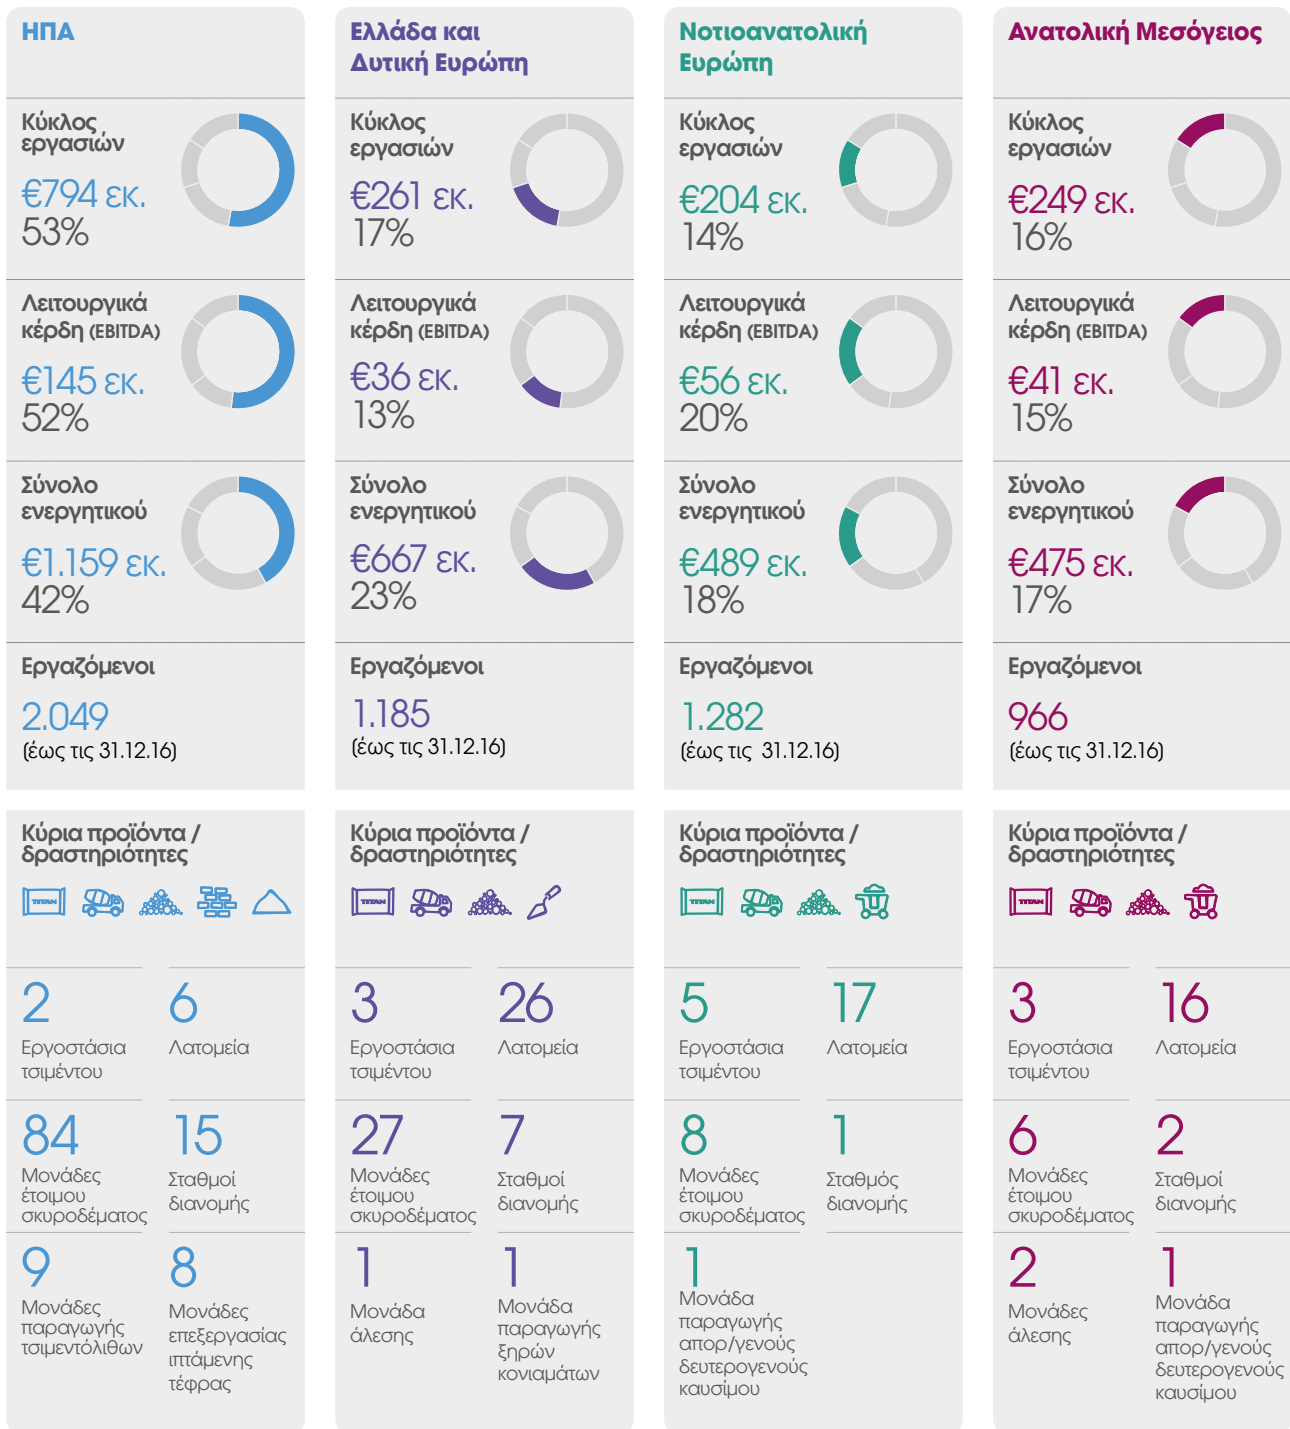 ΗΠΑ
Κύκλος
εργασιών
€794 εκ.
53%
Λειτουργικά
κέρδη (EBITDA)
€145 εκ.
52%
Σύνολο
ενεργητικού
€1.159 εκ.
42%
Εργαζόμενοι
2.049
(έως τις 31.12.16)
Κύρια προϊόντα /
δραστηριότητες
TITAN
2
Εργοστάσια
τσιμέντου
6
Λατομεία
84
Μονάδες
έτοιμου
σκυροδέματος
15
Σταθμοί
διανομής
9
Μονάδες
παραγωγής
τσιμεντόλιθων
8
Μονάδες
επεξεργασίας
ιπτάμενης
τέφρας
Ελλάδα και
Δυτική Ευρώπη
Κύκλος
εργασιών
€261 εκ.
17%
Λειτουργικά
κέρδη (EBITDA)
€36 εκ.
13%
Σύνολο
ενεργητικού
€667 εκ.
23%
Εργαζόμενοι
1.185
(έως τις 31.12.16)
Κύρια προϊόντα /
δραστηριότητες
TITAN
3
Εργοστάσια
τσιμέντου
26
Λατομεία
27
Μονάδες
έτοιμου
σκυροδέματος
7
Σταθμοί
διανομής
1
Μονάδα
άλεσης
1
Μονάδα
παραγωγής
ξηρών
κονιαμάτων
Νοτιοανατολική
Ευρώπη
Κύκλος
εργασιών
€204 εκ.
14%
Λειτουργικά
κέρδη (EBITDA)
€56 εκ.
20%
Σύνολο
ενεργητικού
€489 εκ.
18%
Εργαζόμενοι
1.282
(έως τις 31.12.16)
Κύρια προϊόντα /
δραστηριότητες
TITAN
5
Εργοστάσια
τσιμέντου
17
Λατομεία
8
Μονάδες
έτοιμου
σκυροδέματος
1
Σταθμός
διανομής
1
Μονάδα
παραγωγής
απορ/γενούς
δευτερογενούς
καυσίμου
Ανατολική Μεσόγειος
Κύκλος
εργασιών
€249 εκ.
16%
Λειτουργικά
κέρδη (EBITDA)
€41 εκ.
15%
Σύνολο
ενεργητικού
€475 εκ.
17%
Εργαζόμενοι
966
(έως τις 31.12.16)
Κύρια προϊόντα /
δραστηριότητες
TITAN
3
Εργοστάσια
τσιμέντου
16
Λατομεία
6
Μονάδες
έτοιμου
σκυροδέματος
2
Σταθμοί
διανομής
2
Μονάδες
άλεσης
1
Μονάδα
παραγωγής
απορ/γενούς
δευτερογενούς
καυσίμου